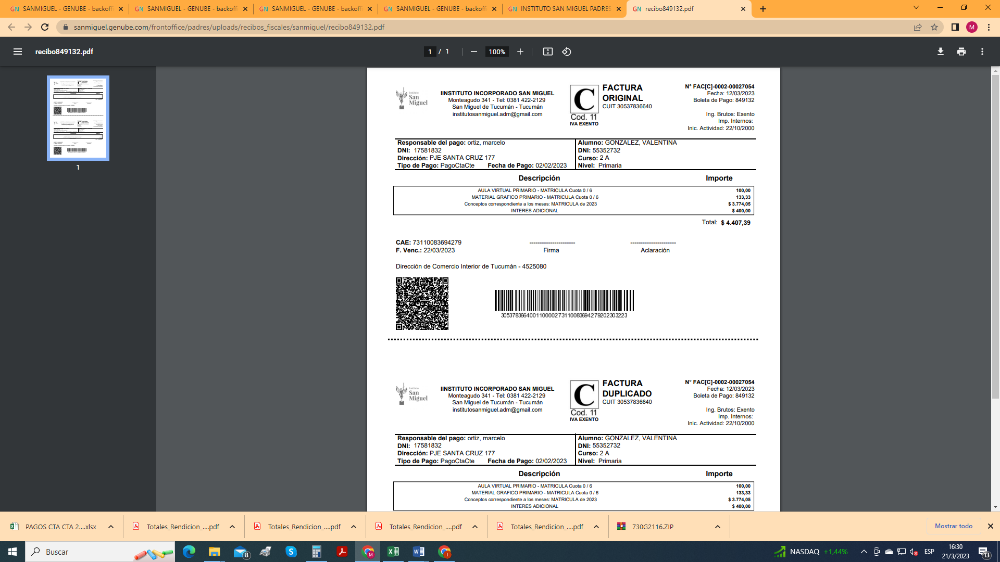 GN SANMIGUEL - GENUBE - backoffi
GN SANMIGUEL - GENUBE - backoffi
GN SANMIGUEL - GENUBE - backoffi
GN SANMIGUEL - GENUBE - backoffi
GN INSTITUTO SAN MIGUEL PADRES
GN recibo849132.pdf
sanmiguel.genube.com/frontoffice/padres/uploads/recibos_fiscales/sanmiguel/recibo849132.pdf
M
recibo849132.pdf
1 / 1
100%
1
Instituto
San
Miguel
IINSTITUTO INCORPORADO SAN MIGUEL
Monteagudo 341 - Tel: 0381 422-2129
San Miguel de Tucumán - Tucumán
institutosanmiguel.adm@gmail.com
C
Cod. 11
IVA EXENTO
FACTURA
ORIGINAL
CUIT 30537836640
N° FAC[C]-0002-00027054
Fecha: 12/03/2023
Boleta de Pago: 849132
Ing. Brutos: Exento
Imp. Internos:
Inic. Actividad: 22/10/2000
Responsable del pago: ortiz, marcelo
DNI: 17581832
Dirección: PJE SANTA CRUZ 177
Tipo de Pago: PagoCtaCte Fecha de Pago: 02/02/2023
Alumno: GONZALEZ, VALENTINA
DNI: 55352732
Curso: 2 A
Nivel: Primaria
Descripción Importe
AULA VIRTUAL PRIMARIO - MATRICULA Cuota 0 / 6 100,00
MATERIAL GRAFICO PRIMARIO - MATRICULA Cuota 0 / 6 133,33
Conceptos correspondiente a los meses: MATRICULA de 2023 $ 3.774,05
INTERES ADICIONAL $ 400,00
Total: $ 4.407,39
CAE: 73110083694279
F. Venc.: 22/03/2023
Firma
Aclaración
Dirección de Comercio Interior de Tucumán - 4525080
3053783664001100002731100836942792023032​23
Instituto
San
Miguel
IINSTITUTO INCORPORADO SAN MIGUEL
Monteagudo 341 - Tel: 0381 422-2129
San Miguel de Tucumán - Tucumán
institutosanmiguel.adm@gmail.com
C
Cod. 11
IVA EXENTO
FACTURA
DUPLICADO
CUIT 30537836640
N° FAC[C]-0002-00027054
Fecha: 12/03/2023
Boleta de Pago: 849132
Ing. Brutos: Exento
Imp. Internos:
Inic. Actividad: 22/10/2000
Responsable del pago: ortiz, marcelo
DNI: 17581832
Dirección: PJE SANTA CRUZ 177
Tipo de Pago: PagoCtaCte Fecha de Pago: 02/02/2023
Alumno: GONZALEZ, VALENTINA
DNI: 55352732
Curso: 2 A
Nivel: Primaria
Descripción Importe
AULA VIRTUAL PRIMARIO - MATRICULA Cuota 0 / 6 100,00
MATERIAL GRAFICO PRIMARIO - MATRICULA Cuota 0 / 6 133,33
Conceptos correspondiente a los meses: MATRICULA de 2023 $ 3.774,05
INTERES ADICIONAL $ 400,00
PAGOS CTA CTA 2....xlsx
Totales_Rendicion_....pdf
Totales_Rendicion_....pdf
Totales_Rendicion_....pdf
Totales_Rendicion_....pdf
730G2116.ZIP
Mostrar todo
Buscar
8
NASDAQ +1,44%
ESP
16:30
21/3/2023
13